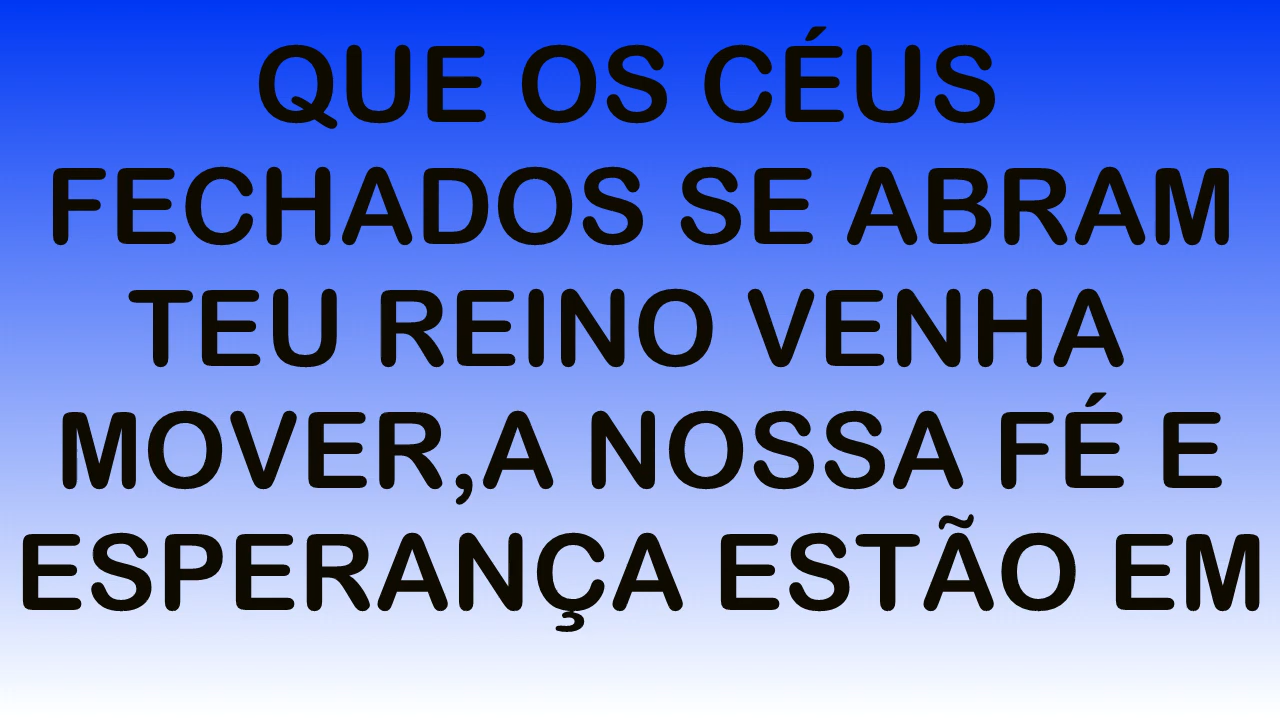 QUE OS CÉUS
FECHADOS SE ABRAM
TEU REINO VENHA
MOVER,A NOSSA FÉ E
ESPERANÇA ESTÃO EM